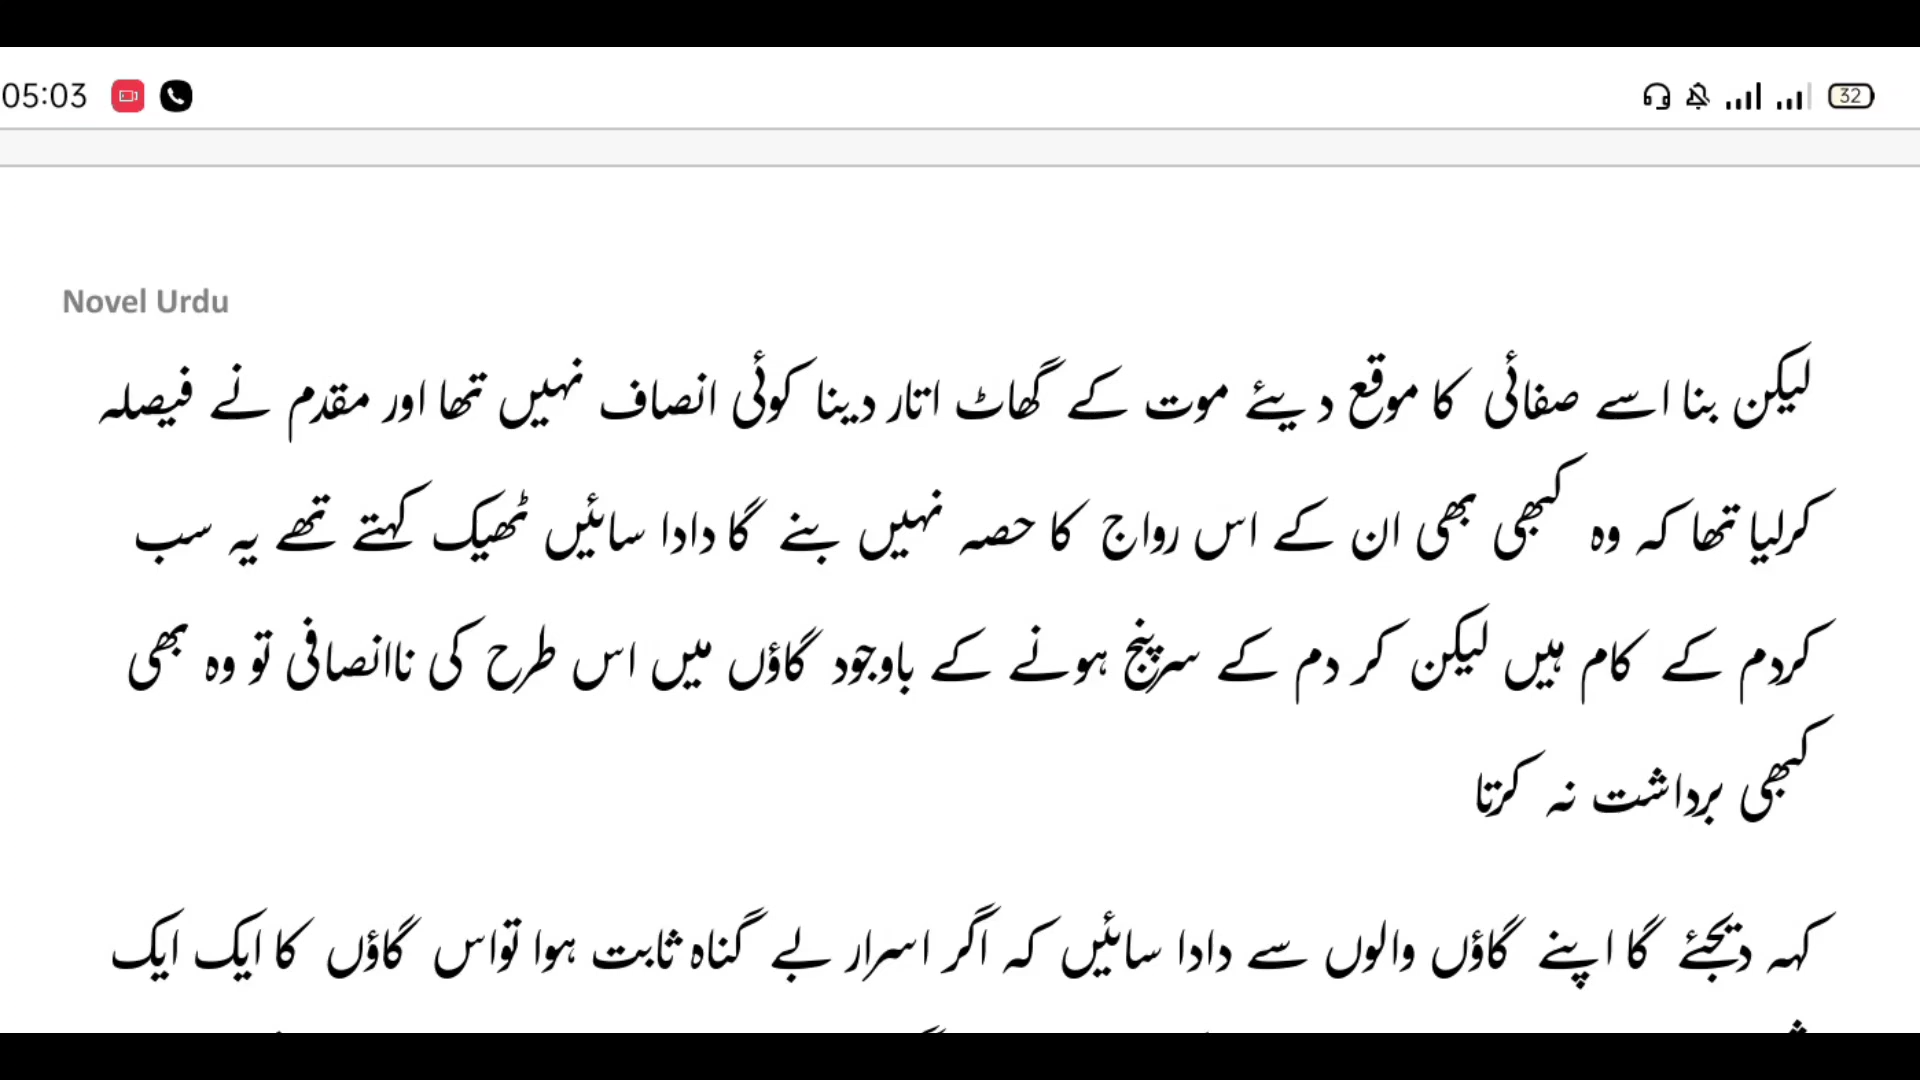 05:03
32
Novel Urdu
لیکن بنا اسے صفائی کا موقع دیئے موت کے گھاٹ اتار دینا کوئی انصاف نہیں تھا اور مقدم نے فیصلہ
کرلیا تھا کہ وہ کبھی بھی ان کے اس رواج کا حصہ نہیں بنے گا دادا سائیں ٹھیک کہتے تھے یہ سب
کردم کے کام ہیں لیکن کر دم کے سرپنج ہونے کے باوجود گاؤں میں اس طرح کی ناانصافی تو وہ بھی
کبھی برداشت نہ کرتا
کہہ دیجئے گا اپنے گاؤں والوں سے دادا سائیں کہ اگر اسرار بے گناہ ثابت ہوا تواس گاؤں کا ایک ایک